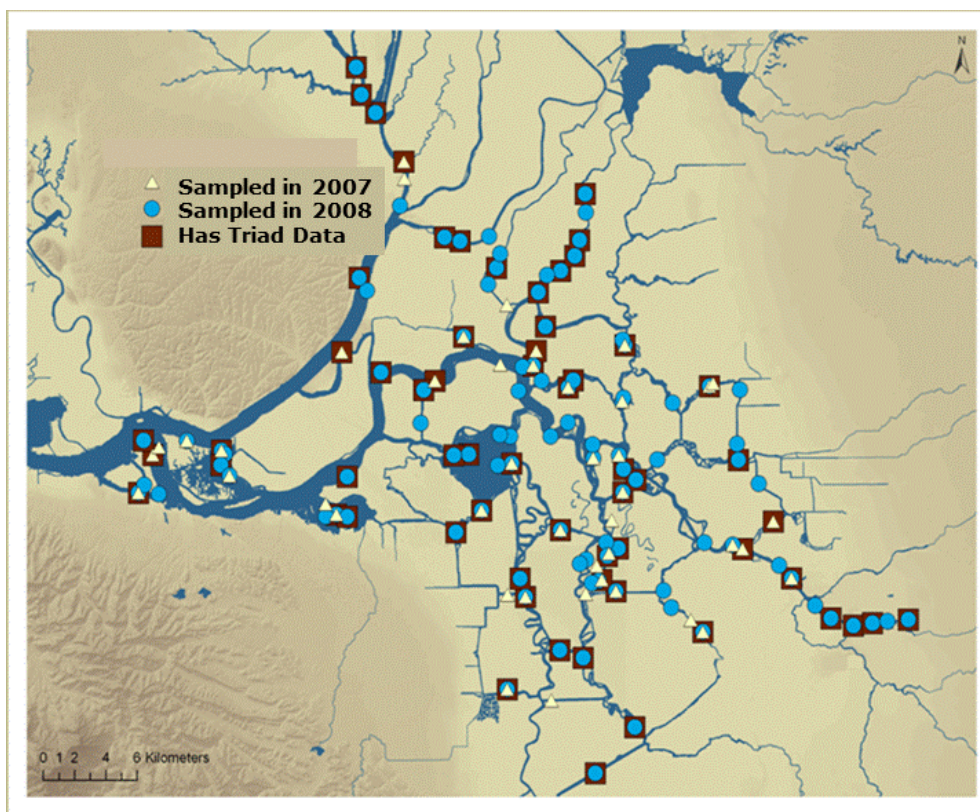 N
Sampled in 2007
Sampled in 2008
Has Triad Data
0 1 2 4 6 Kilometers